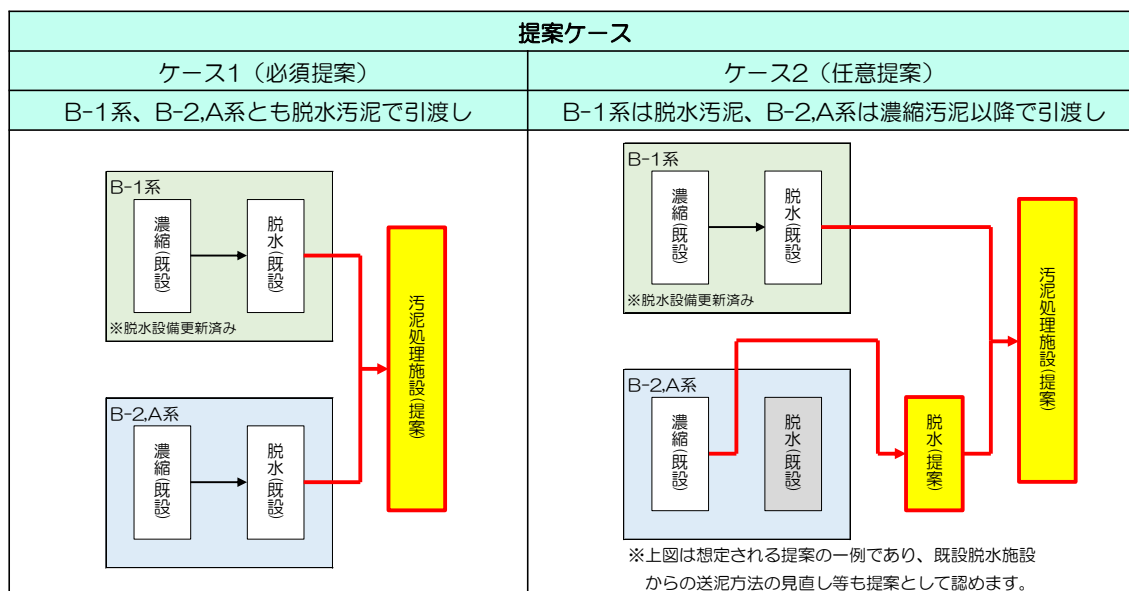 提案ケース
ケース1（必須提案）
ケース2（任意提案）
B-1系、B-2,A系とも脱水汚泥で引渡し
B-1系は脱水汚泥、B-2,A系は濃縮汚泥以降で引渡し
B-1系
濃縮(既設)
脱水(既設)
※脱水設備更新済み
B-2,A系
濃縮(既設)
脱水(既設)
汚泥処理施設(提案)
B-1系
濃縮(既設)
脱水(既設)
※脱水設備更新済み
B-2,A系
濃縮(既設)
脱水(既設)
脱水(提案)
汚泥処理施設(提案)
※上図は想定される提案の一例であり、既設脱水施設
からの送泥方法の見直し等も提案として認めます。